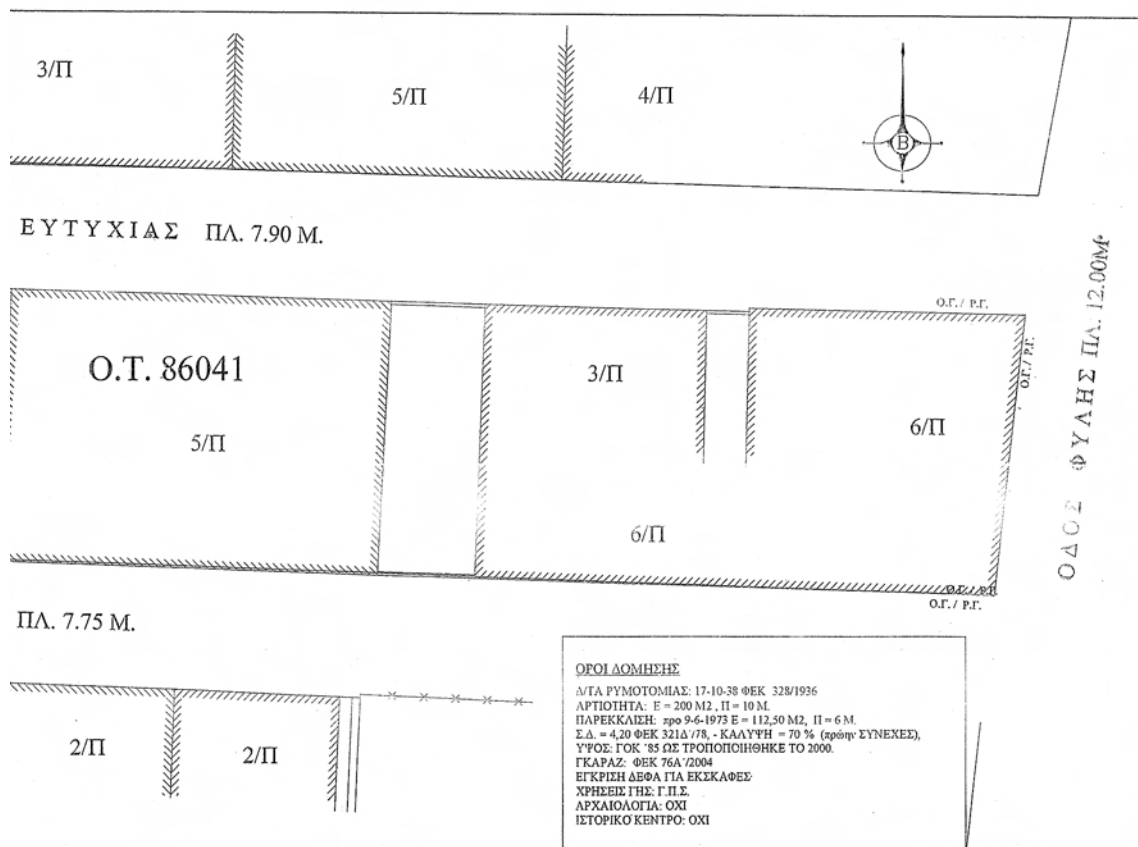 3/Π
5/Π
4/Π
Β
ΕΥΤΥΧΙΑΣ ΠΛ. 7.90 Μ.
ΟΔΟΣ ΦΥΛΗΣ ΠΛ. 12.00Μ.
Ο.Γ. / Ρ.Γ.
Ο.Γ. / Ρ.Γ.
Ο.Τ. 86041
3/Π
5/Π
6/Π
6/Π
Ο.Γ. / Ρ.Γ.
Ο.Γ. / Ρ.Γ.
ΠΛ. 7.75 Μ.
2/Π
2/Π
ΟΡΟΙ ΔΟΜΗΣΗΣ
Δ/ΤΑ ΡΥΜΟΤΟΜΙΑΣ: 17-10-38 ΦΕΚ 328/1936
ΑΡΤΙΟΤΗΤΑ: Ε = 200 Μ2 , Π = 10 Μ.
ΠΑΡΕΚΚΛΙΣΗ: προ 9-6-1973 Ε = 112,50 Μ2, Π = 6 Μ.
Σ.Δ. = 4,20 ΦΕΚ 321Δ'/78, - ΚΑΛΥΨΗ = 70 % (πρώην ΣΥΝΕΧΕΣ),
ΥΨΟΣ: ΓΟΚ '85 ΩΣ ΤΡΟΠΟΠΟΙΗΘΗΚΕ ΤΟ 2000.
ΓΚΑΡΑΖ: ΦΕΚ 76Α'/2004
ΕΓΚΡΙΣΗ ΔΕΦΑ ΓΙΑ ΕΚΣΚΑΦΕΣ
ΧΡΗΣΕΙΣ ΓΗΣ: Γ.Π.Σ.
ΑΡΧΑΙΟΛΟΓΙΑ: ΟΧΙ
ΙΣΤΟΡΙΚΟ ΚΕΝΤΡΟ: ΟΧΙ